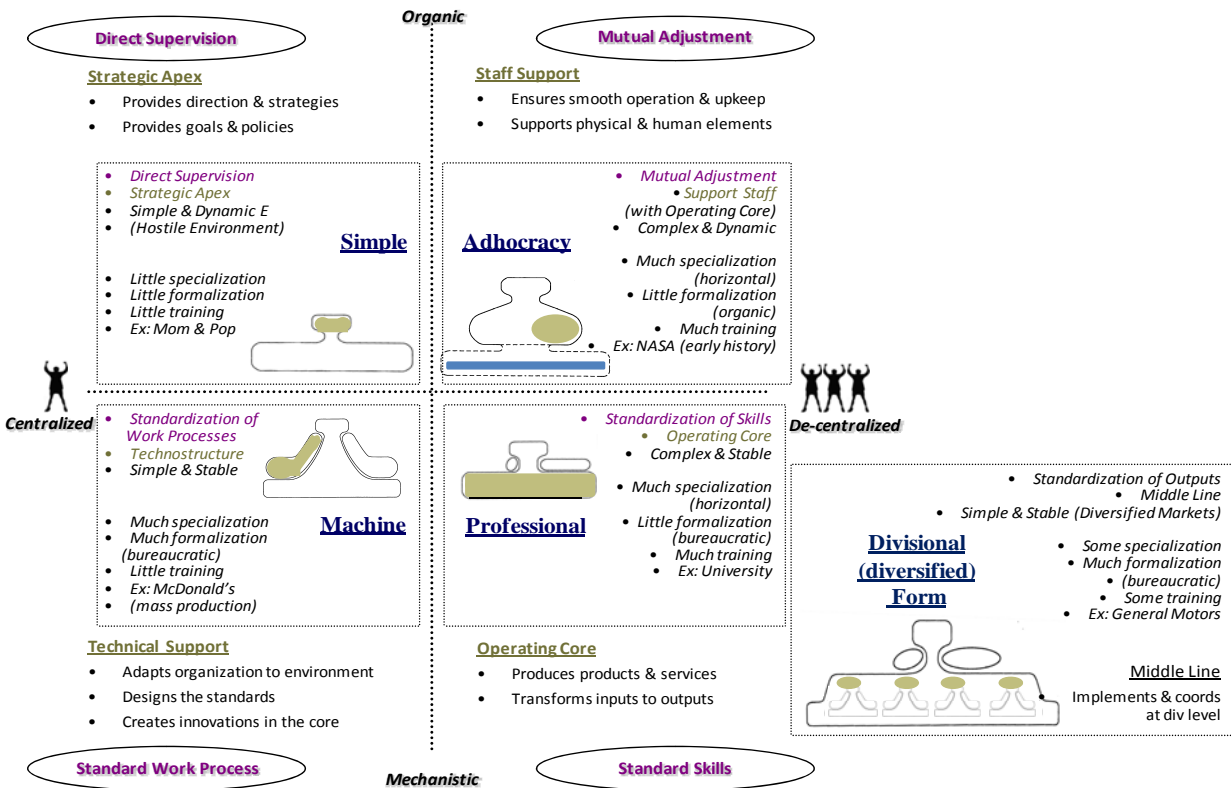 Organic
Direct Supervision
Mutual Adjustment
Strategic Apex
• Provides direction & strategies
• Provides goals & policies
Staff Support
• Ensures smooth operation & upkeep
• Supports physical & human elements
• Direct Supervision
• Strategic Apex
• Simple & Dynamic E
• (Hostile Environment)
Simple
• Little specialization
• Little formalization
• Little training
• Ex: Mom & Pop
• Mutual Adjustment
• Support Staff
(with Operating Core)
• Complex & Dynamic
Adhocracy
• Much specialization
(horizontal)
• Little formalization
(organic)
• Much training
• Ex: NASA (early history)
Centralized
De-centralized
• Standardization of
Work Processes
• Technostructure
• Simple & Stable
• Much specialization
• Much formalization
(bureaucratic)
• Little training
• Ex: McDonald's
• (mass production)
Machine
• Standardization of Skills
• Operating Core
• Complex & Stable
• Much specialization
(horizontal)
• Little formalization
(bureaucratic)
• Much training
• Ex: University
Professional
• Standardization of Outputs
• Middle Line
• Simple & Stable (Diversified Markets)
Divisional
(diversified)
Form
• Some specialization
• Much formalization
• (bureaucratic)
• Some training
• Ex: General Motors
Middle Line
• Implements & coords
at div level
Technical Support
• Adapts organization to environment
• Designs the standards
• Creates innovations in the core
Operating Core
• Produces products & services
• Transforms inputs to outputs
Standard Work Process
Mechanistic
Standard Skills